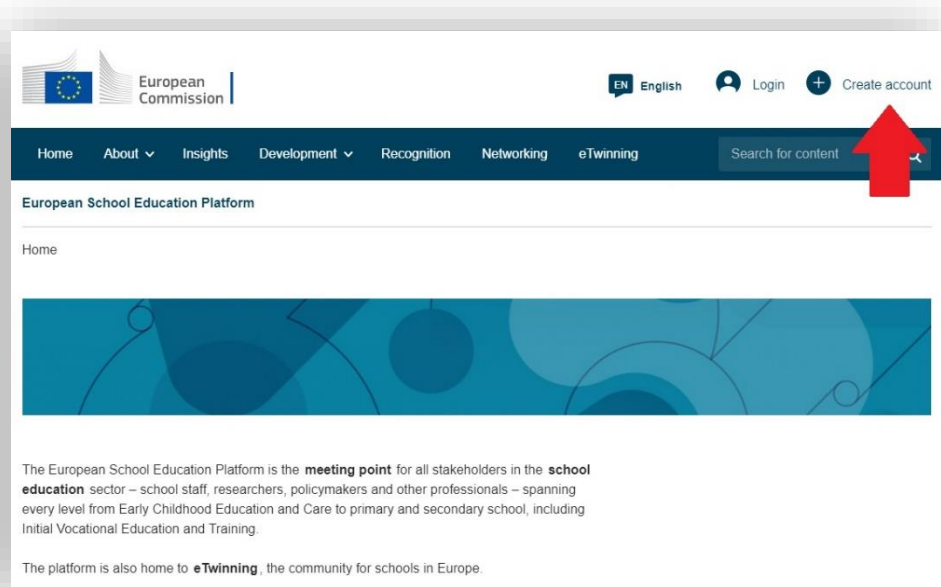 European
Commission
EN English Login Create account
Home About Insights Development Recognition Networking eTwinning Search for content
European School Education Platform
Home
The European School Education Platform is the meeting point for all stakeholders in the school
education sector – school staff, researchers, policymakers and other professionals – spanning
every level from Early Childhood Education and Care to primary and secondary school, including
Initial Vocational Education and Training.
The platform is also home to eTwinning, the community for schools in Europe.